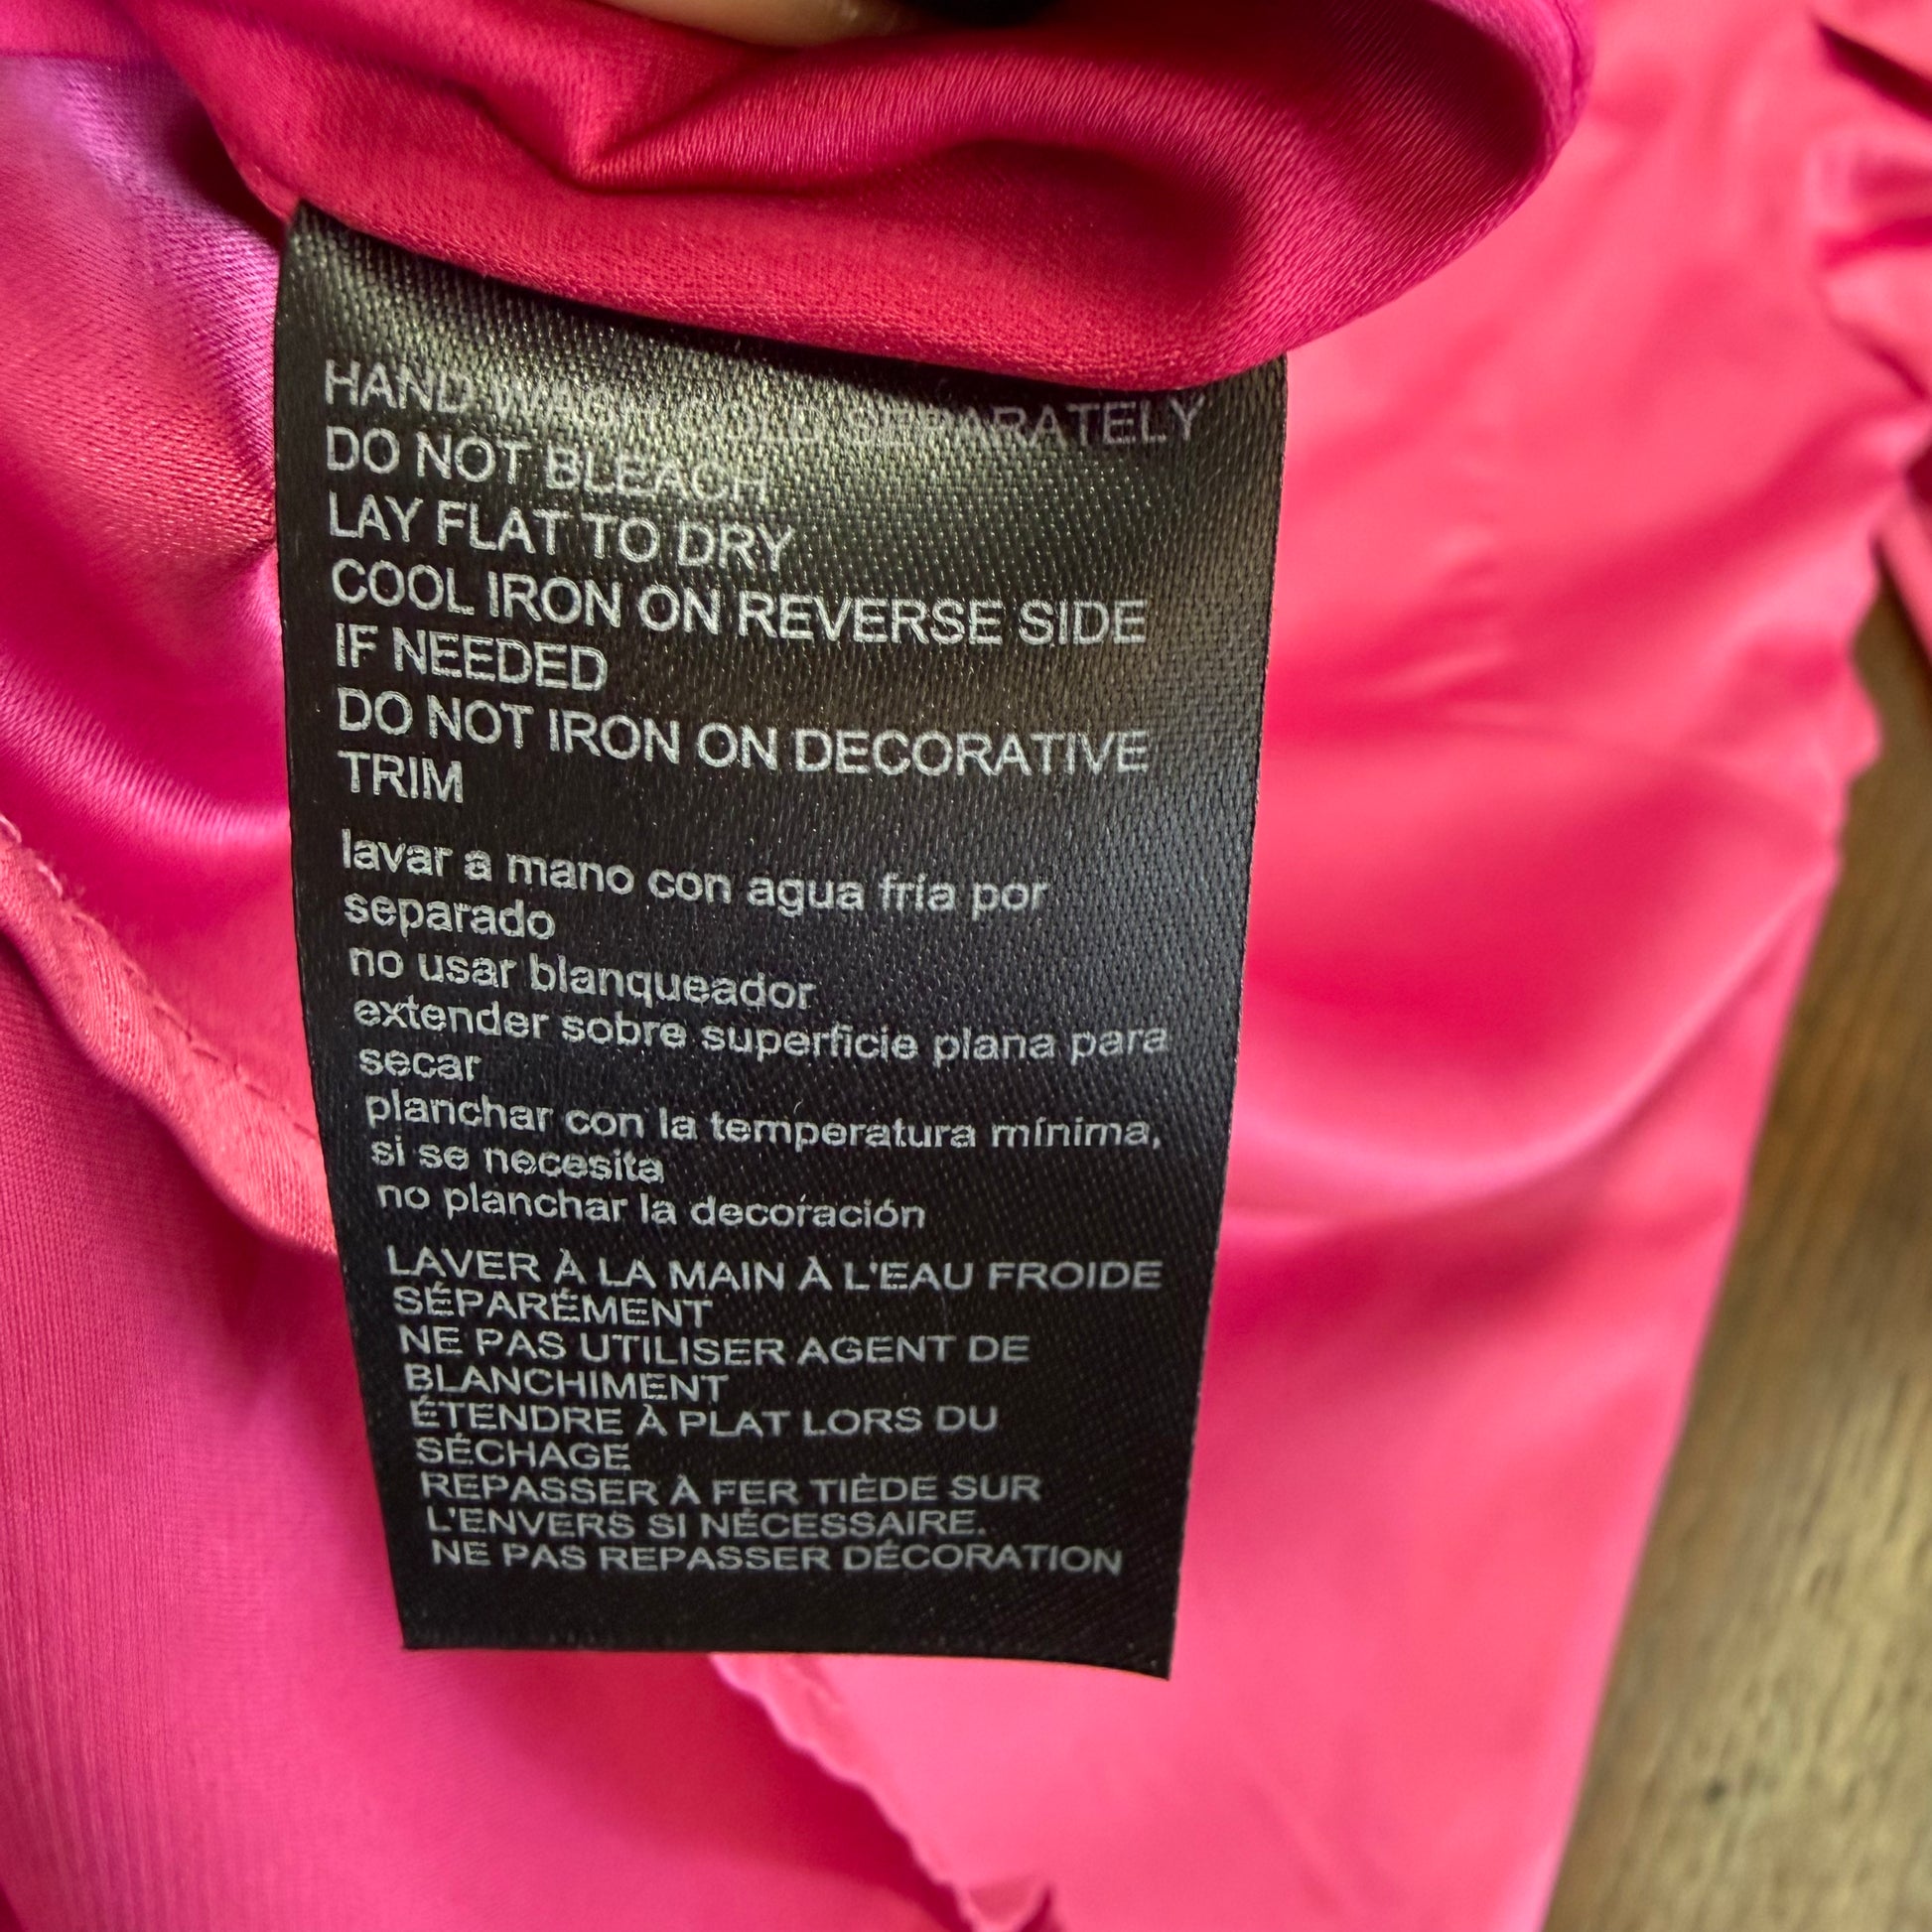 HAND WASH COLD SEPARATELY
DO NOT BLEACH
LAY FLAT TO DRY
COOL IRON ON REVERSE SIDE
IF NEEDED
DO NOT IRON ON DECORATIVE
TRIM
lavar a mano con agua fría por
separado
no usar blanqueador
extender sobre superficie plana para
secar
planchar con la temperatura mínima,
si se necesita
no planchar la decoración
LAVER À LA MAIN À L'EAU FROIDE
SÉPARÉMENT
NE PAS UTILISER AGENT DE
BLANCHIMENT
ÉTENDRE À PLAT LORS DU
SÉCHAGE
REPASSER À FER TIÈDE SUR
L'ENVERS SI NÉCESSAIRE.
NE PAS REPASSER DÉCORATION